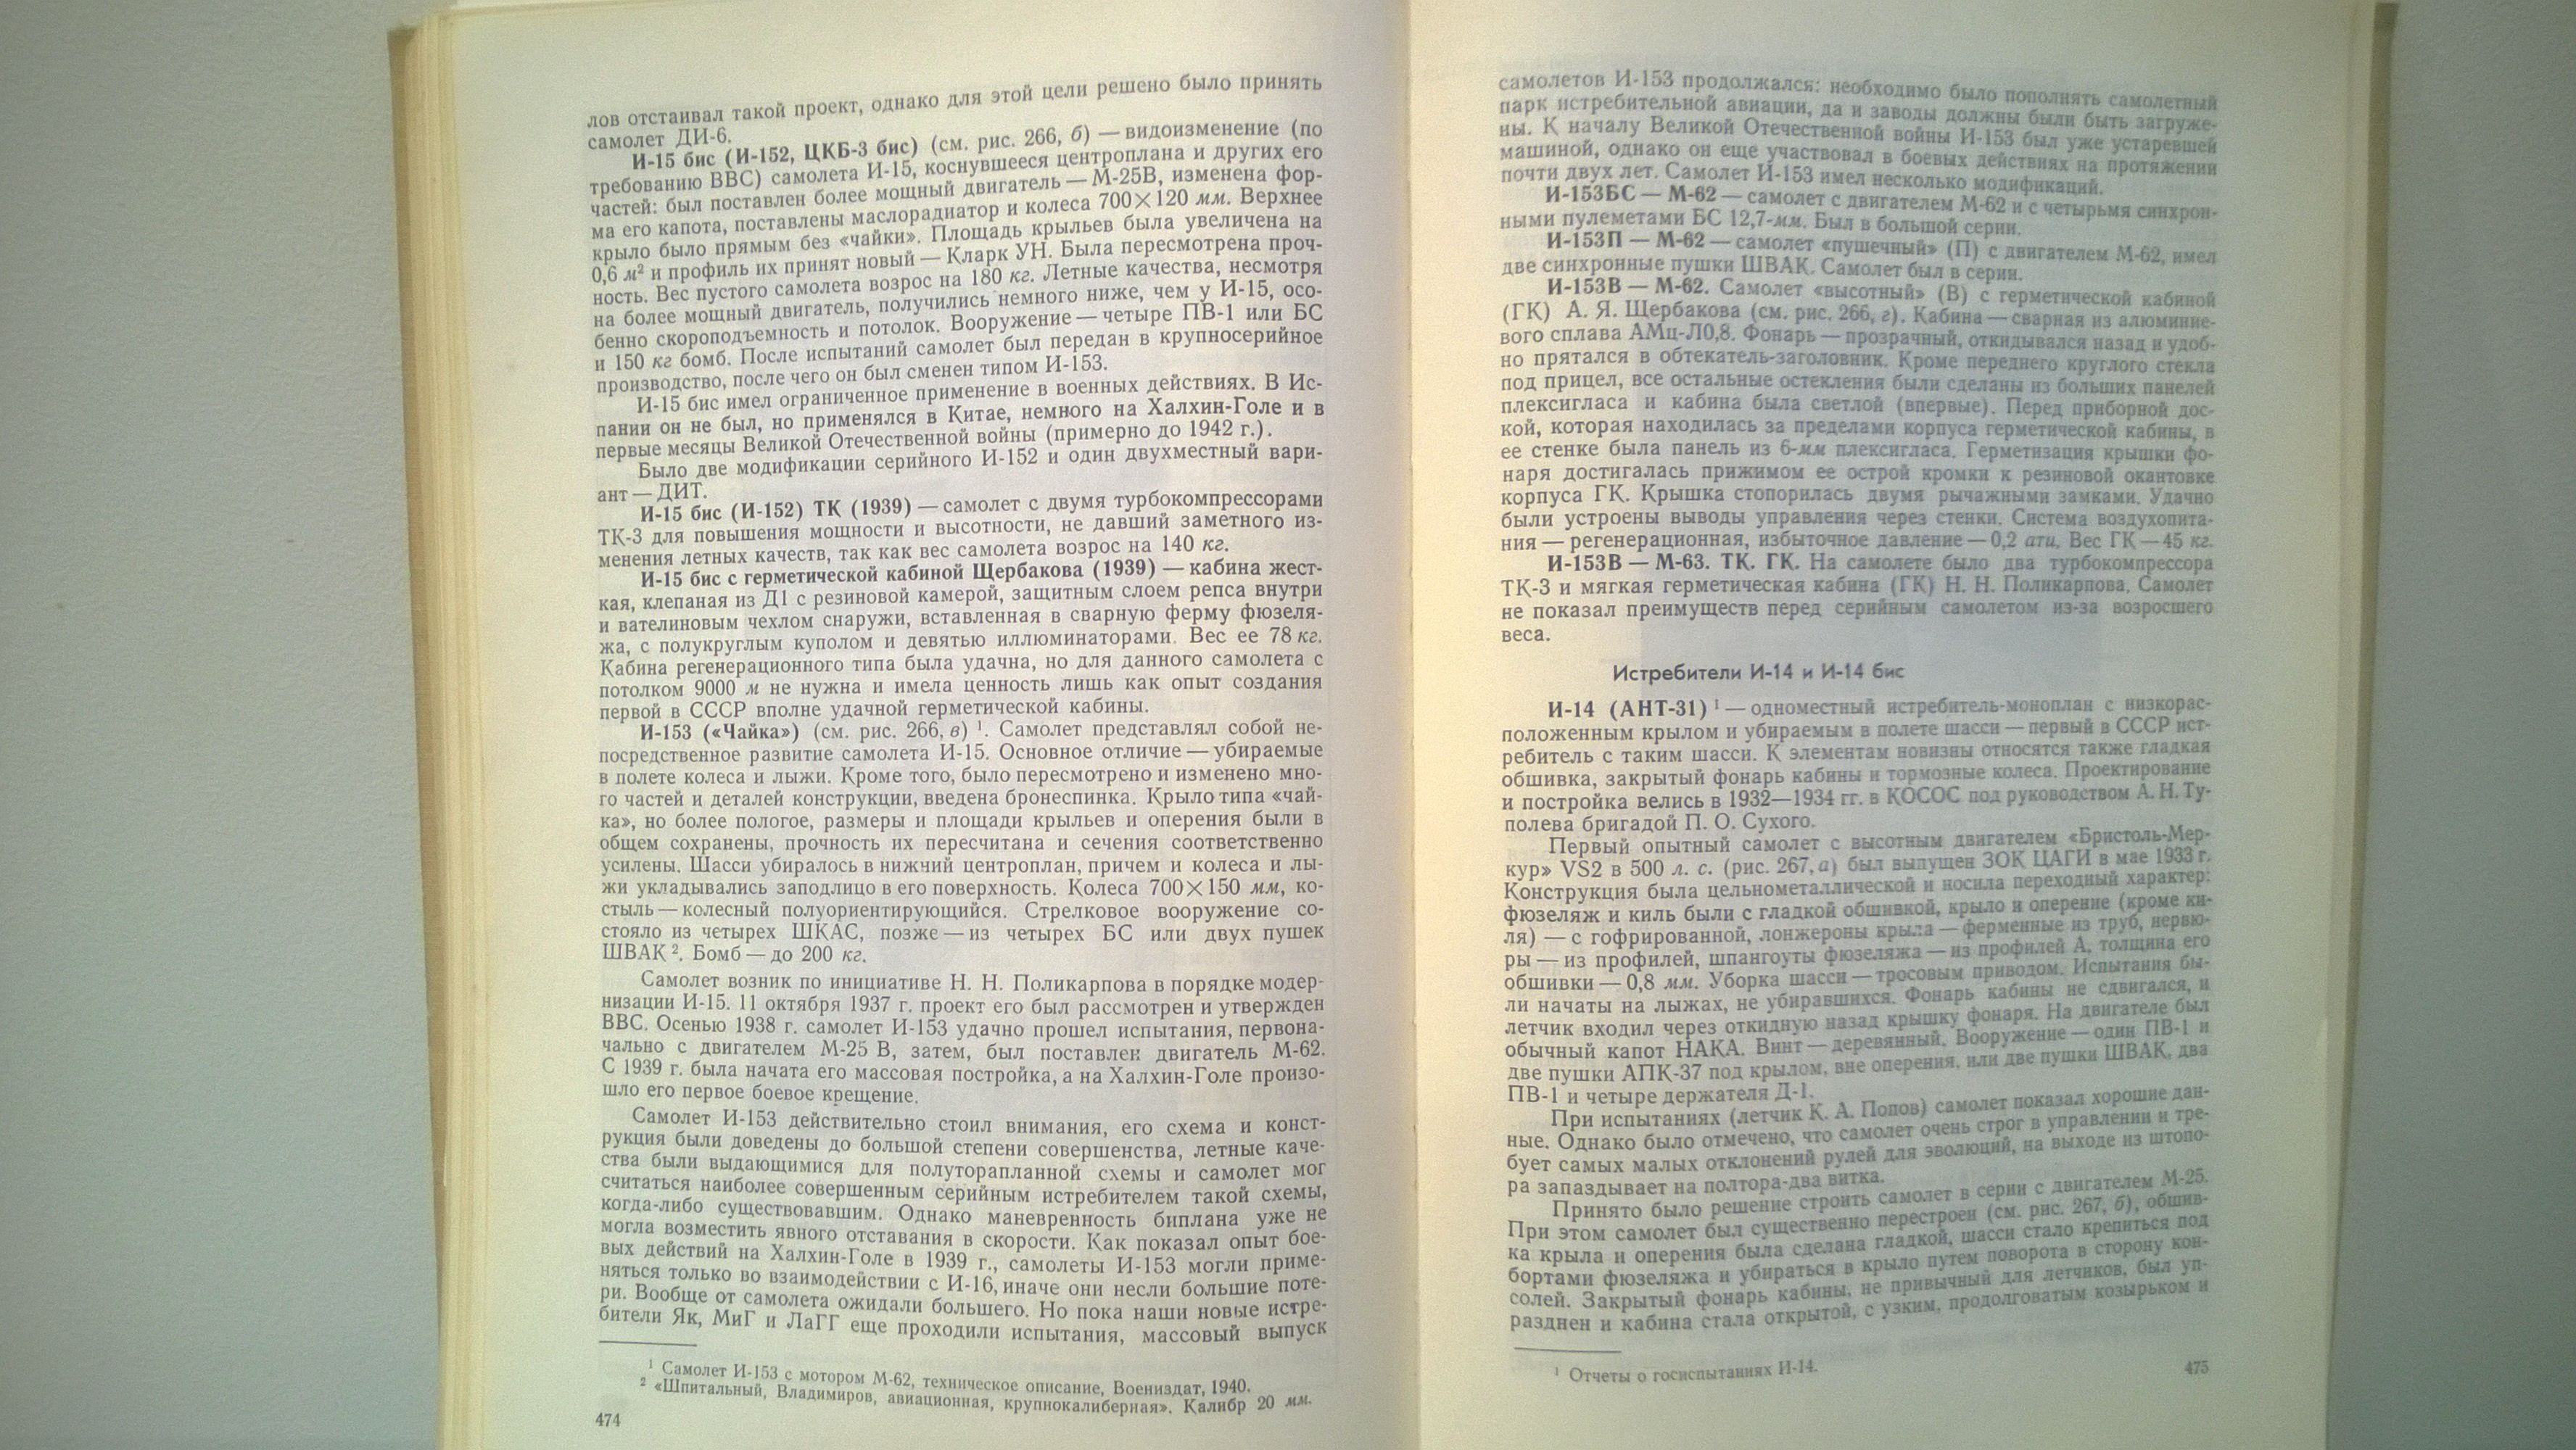 лов отстаивал такой проект, однако для этой цели решено было принять
самолет ДИ-6.
И-15 бис (И-152, ЦКБ-3 бис) (см. рис. 266, б) — видоизменение (по
требованию ВВС) самолета И-15, коснувшееся центроплана и других его
частей: был поставлен более мощный двигатель — М-25В, изменена фор-
ма его капота, поставлены маслорадиатор и колеса 700×120 мм. Верхнее
крыло было прямым без «чайки». Площадь крыльев была увеличена на
0,6 м² и профиль их принят новый — Кларк УН. Была пересмотрена проч-
ность. Вес пустого самолета возрос на 180 кг. Летные качества, несмотря
на более мощный двигатель, получились немного ниже, чем у И-15, осо-
бенно скороподъемность и потолок. Вооружение — четыре ПВ-1 или БС
и 150 кг бомб. После испытаний самолет был передан в крупносерийное
производство, после чего он был сменен типом И-153.
И-15 бис имел ограниченное применение в военных действиях. В Ис-
пании он не был, но применялся в Китае, немного на Халхин-Голе и в
первые месяцы Великой Отечественной войны (примерно до 1942 г.).
Было две модификации серийного И-152 и один двухместный вари-
ант — ДИТ.
И-15 бис (И-152) ТК (1939) — самолет с двумя турбокомпрессорами
ТК-3 для повышения мощности и высотности, не давший заметного из-
менения летных качеств, так как вес самолета возрос на 140 кг.
И-15 бис с герметической кабиной Щербакова (1939) — кабина жест-
кая, клепаная из Д1 с резиновой камерой, защитным слоем репса внутри
и вателиновым чехлом снаружи, вставленная в сварную ферму фюзеля-
жа, с полукруглым куполом и девятью иллюминаторами. Вес ее 78 кг.
Кабина регенерационного типа была удачна, но для данного самолета с
потолком 9000 м не нужна и имела ценность лишь как опыт создания
первой в СССР вполне удачной герметической кабины.
И-153 («Чайка») (см. рис. 266, в) ¹. Самолет представлял собой не-
посредственное развитие самолета И-15. Основное отличие — убираемые
в полете колеса и лыжи. Кроме того, было пересмотрено и изменено мно-
го частей и деталей конструкции, введена бронеспинка. Крыло типа «чай-
ка», но более пологое, размеры и площади крыльев и оперения были в
общем сохранены, прочность их пересчитана и сечения соответственно
усилены. Шасси убиралось в нижний центроплан, причем и колеса и лы-
жи укладывались заподлицо в его поверхность. Колеса 700×150 мм, ко-
стыль — колесный полуориентирующийся. Стрелковое вооружение со-
стояло из четырех ШКАС, позже — из четырех БС или двух пушек
ШВАК ². Бомб — до 200 кг.
Самолет возник по инициативе Н. Н. Поликарпова в порядке модер-
низации И-15. 11 октября 1937 г. проект его был рассмотрен и утвержден
ВВС. Осенью 1938 г. самолет И-153 удачно прошел испытания, первона-
чально с двигателем М-25 В, затем, был поставлен двигатель М-62.
С 1939 г. была начата его массовая постройка, а на Халхин-Голе произо-
шло его первое боевое крещение.
Самолет И-153 действительно стоил внимания, его схема и конст-
рукция были доведены до большой степени совершенства, летные каче-
ства были выдающимися для полуторапланной схемы и самолет мог
считаться наиболее совершенным серийным истребителем такой схемы,
когда-либо существовавшим. Однако маневренность биплана уже не
могла возместить явного отставания в скорости. Как показал опыт бое-
вых действий на Халхин-Голе в 1939 г., самолеты И-153 могли приме-
няться только во взаимодействии с И-16, иначе они несли большие поте-
ри. Вообще от самолета ожидали большего. Но пока наши новые истре-
бители Як, МиГ и ЛаГГ еще проходили испытания, массовый выпуск
¹ Самолет И-153 с мотором М-62, техническое описание, Воениздат, 1940.
² «Шпитальный, Владимиров, авиационная, крупнокалиберная». Калибр 20 мм.
474
самолетов И-153 продолжался: необходимо было пополнять самолетный
парк истребительной авиации, да и заводы должны были быть загруже-
ны. К началу Великой Отечественной войны И-153 был уже устаревшей
машиной, однако он еще участвовал в боевых действиях на протяжении
почти двух лет. Самолет И-153 имел несколько модификаций.
И-153БС — М-62 — самолет с двигателем М-62 и с четырьмя синхрон-
ными пулеметами БС 12,7-мм. Был в большой серии.
И-153П — М-62 — самолет «пушечный» (П) с двигателем М-62, имел
две синхронные пушки ШВАК. Самолет был в серии.
И-153В — М-62. Самолет «высотный» (В) с герметической кабиной
(ГК) А. Я. Щербакова (см. рис. 266, г). Кабина — сварная из алюминие-
вого сплава АМц-Л0,8. Фонарь — прозрачный, откидывался назад и удоб-
но прятался в обтекатель-заголовник. Кроме переднего круглого стекла
под прицел, все остальные остекления были сделаны из больших панелей
плексигласа и кабина была светлой (впервые). Перед приборной дос-
кой, которая находилась за пределами корпуса герметической кабины, в
ее стенке была панель из 6-мм плексигласа. Герметизация крышки фо-
наря достигалась прижимом ее острой кромки к резиновой окантовке
корпуса ГК. Крышка стопорилась двумя рычажными замками. Удачно
были устроены выводы управления через стенки. Система воздухопита-
ния — регенерационная, избыточное давление — 0,2 ати. Вес ГК — 45 кг.
И-153В — М-63. ТК. ГК. На самолете было два турбокомпрессора
ТК-3 и мягкая герметическая кабина (ГК) Н. Н. Поликарпова. Самолет
не показал преимуществ перед серийным самолетом из-за возросшего
веса.
Истребители И-14 и И-14 бис
И-14 (АНТ-31) ¹ — одноместный истребитель-моноплан с низкорас-
положенным крылом и убираемым в полете шасси — первый в СССР ист-
ребитель с таким шасси. К элементам новизны относятся также гладкая
обшивка, закрытый фонарь кабины и тормозные колеса. Проектирование
и постройка велись в 1932—1934 гг. в КОСОС под руководством А. Н. Ту-
полева бригадой П. О. Сухого.
Первый опытный самолет с высотным двигателем «Бристоль-Мер-
кур» VS2 в 500 л. с. (рис. 267, а) был выпущен ЗОК ЦАГИ в мае 1933 г.
Конструкция была цельнометаллической и носила переходный характер:
фюзеляж и киль были с гладкой обшивкой, крыло и оперение (кроме ки-
ля) — с гофрированной, лонжероны крыла — ферменные из труб, нервю-
ры — из профилей, шпангоуты фюзеляжа — из профилей А, толщина его
обшивки — 0,8 мм. Уборка шасси — тросовым приводом. Испытания бы-
ли начаты на лыжах, не убиравшихся. Фонарь кабины не сдвигался, и
летчик входил через откидную назад крышку фонаря. На двигателе был
обычный капот НАКА. Винт — деревянный. Вооружение — один ПВ-1 и
две пушки АПК-37 под крылом, вне оперения, или две пушки ШВАК, два
ПВ-1 и четыре держателя Д-1.
При испытаниях (летчик К. А. Попов) самолет показал хорошие дан-
ные. Однако было отмечено, что самолет очень строг в управлении и тре-
бует самых малых отклонений рулей для эволюций, на выходе из штопо-
ра запаздывает на полтора-два витка.
Принято было решение строить самолет в серии с двигателем М-25.
При этом самолет был существенно перестроен (см. рис. 267, б), обшив-
ка крыла и оперения была сделана гладкой, шасси стало крепиться под
бортами фюзеляжа и убираться в крыло путем поворота в сторону кон-
солей. Закрытый фонарь кабины, не привычный для летчиков, был уп-
разднен и кабина стала открытой, с узким, продолговатым козырьком и
¹ Отчеты о госиспытаниях И-14.
475